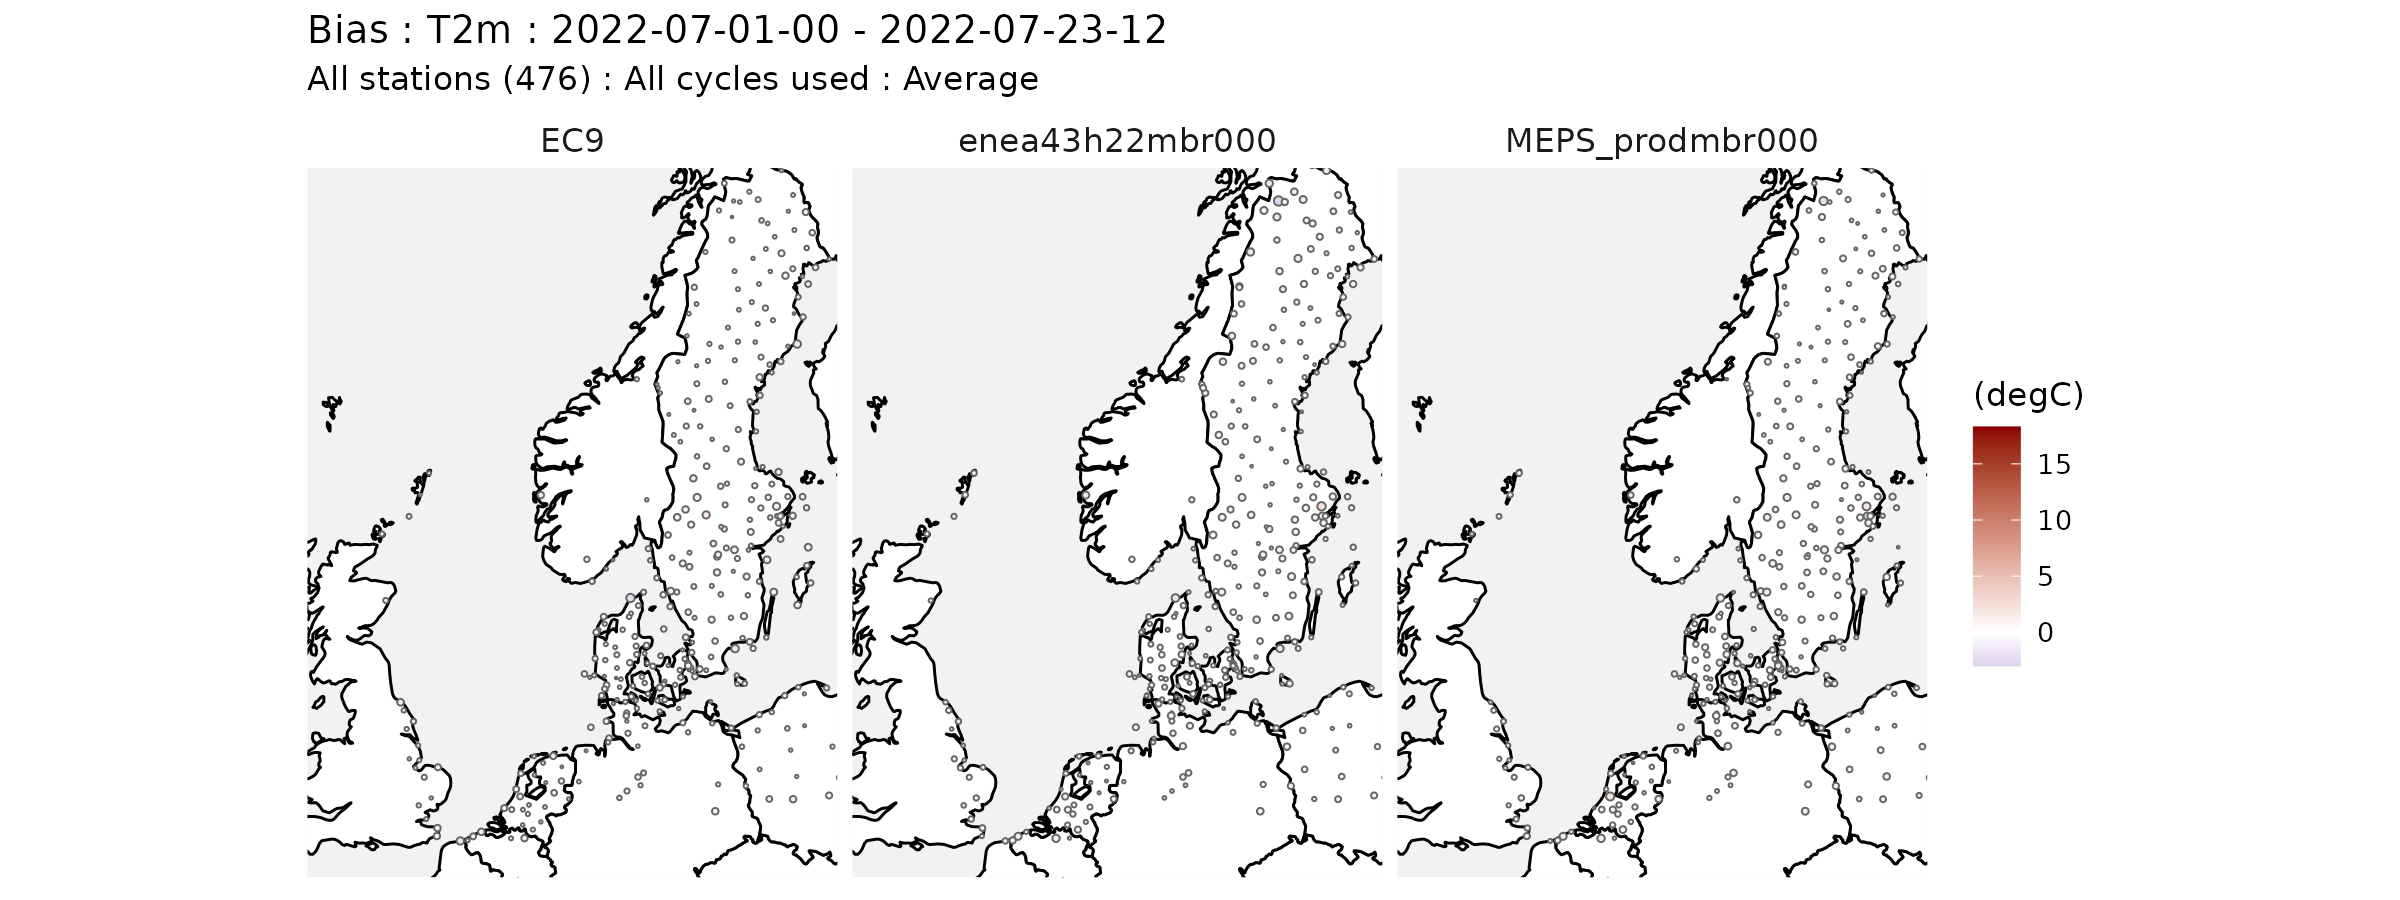 Bias : T2m : 2022-07-01-00 - 2022-07-23-12
All stations (476) : All cycles used : Average
EC9
enea43h22mbr000
MEPS_prodmbr000
(degC)
15
10
5
0